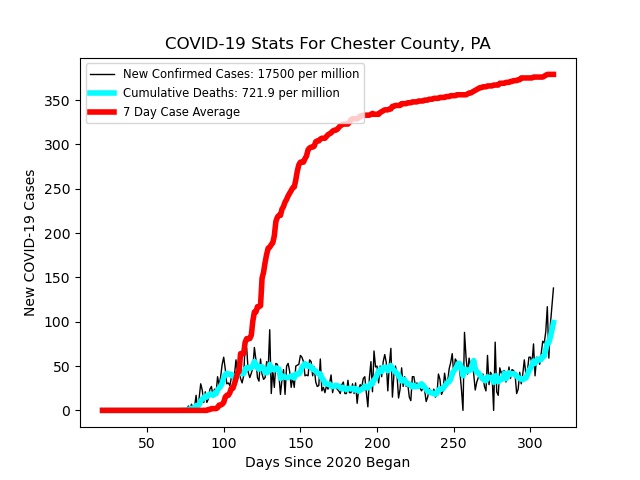 COVID-19 Stats For Chester County, PA
New Confirmed Cases: 17500 per million
Cumulative Deaths: 721.9 per million
7 Day Case Average
New COVID-19 Cases
350
300
250
200
150
100
50
0
50 100 150 200 250 300
Days Since 2020 Began